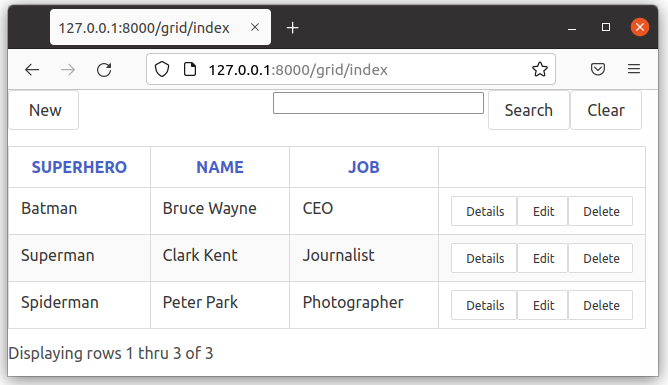 127.0.0.1:8000/grid/index
127.0.0.1:8000/grid/index
New Search Clear
SUPERHERO NAME JOB
Batman Bruce Wayne CEO Details Edit Delete
Superman Clark Kent Journalist Details Edit Delete
Spiderman Peter Park Photographer Details Edit Delete
Displaying rows 1 thru 3 of 3